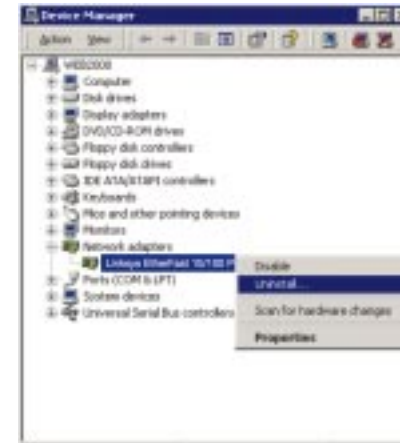 Device Manager
Action View
WEB2000
Computer
Disk drives
Display adapters
DVD/CD-ROM drives
Floppy disk controllers
Floppy disk drives
IDE ATA/ATAPI controllers
Keyboards
Mice and other pointing devices
Monitors
Network adapters
Linksys EtherFast 10/100
Ports (COM & LPT)
System devices
Universal Serial Bus controllers
Disable
Uninstall...
Scan for hardware changes
Properties